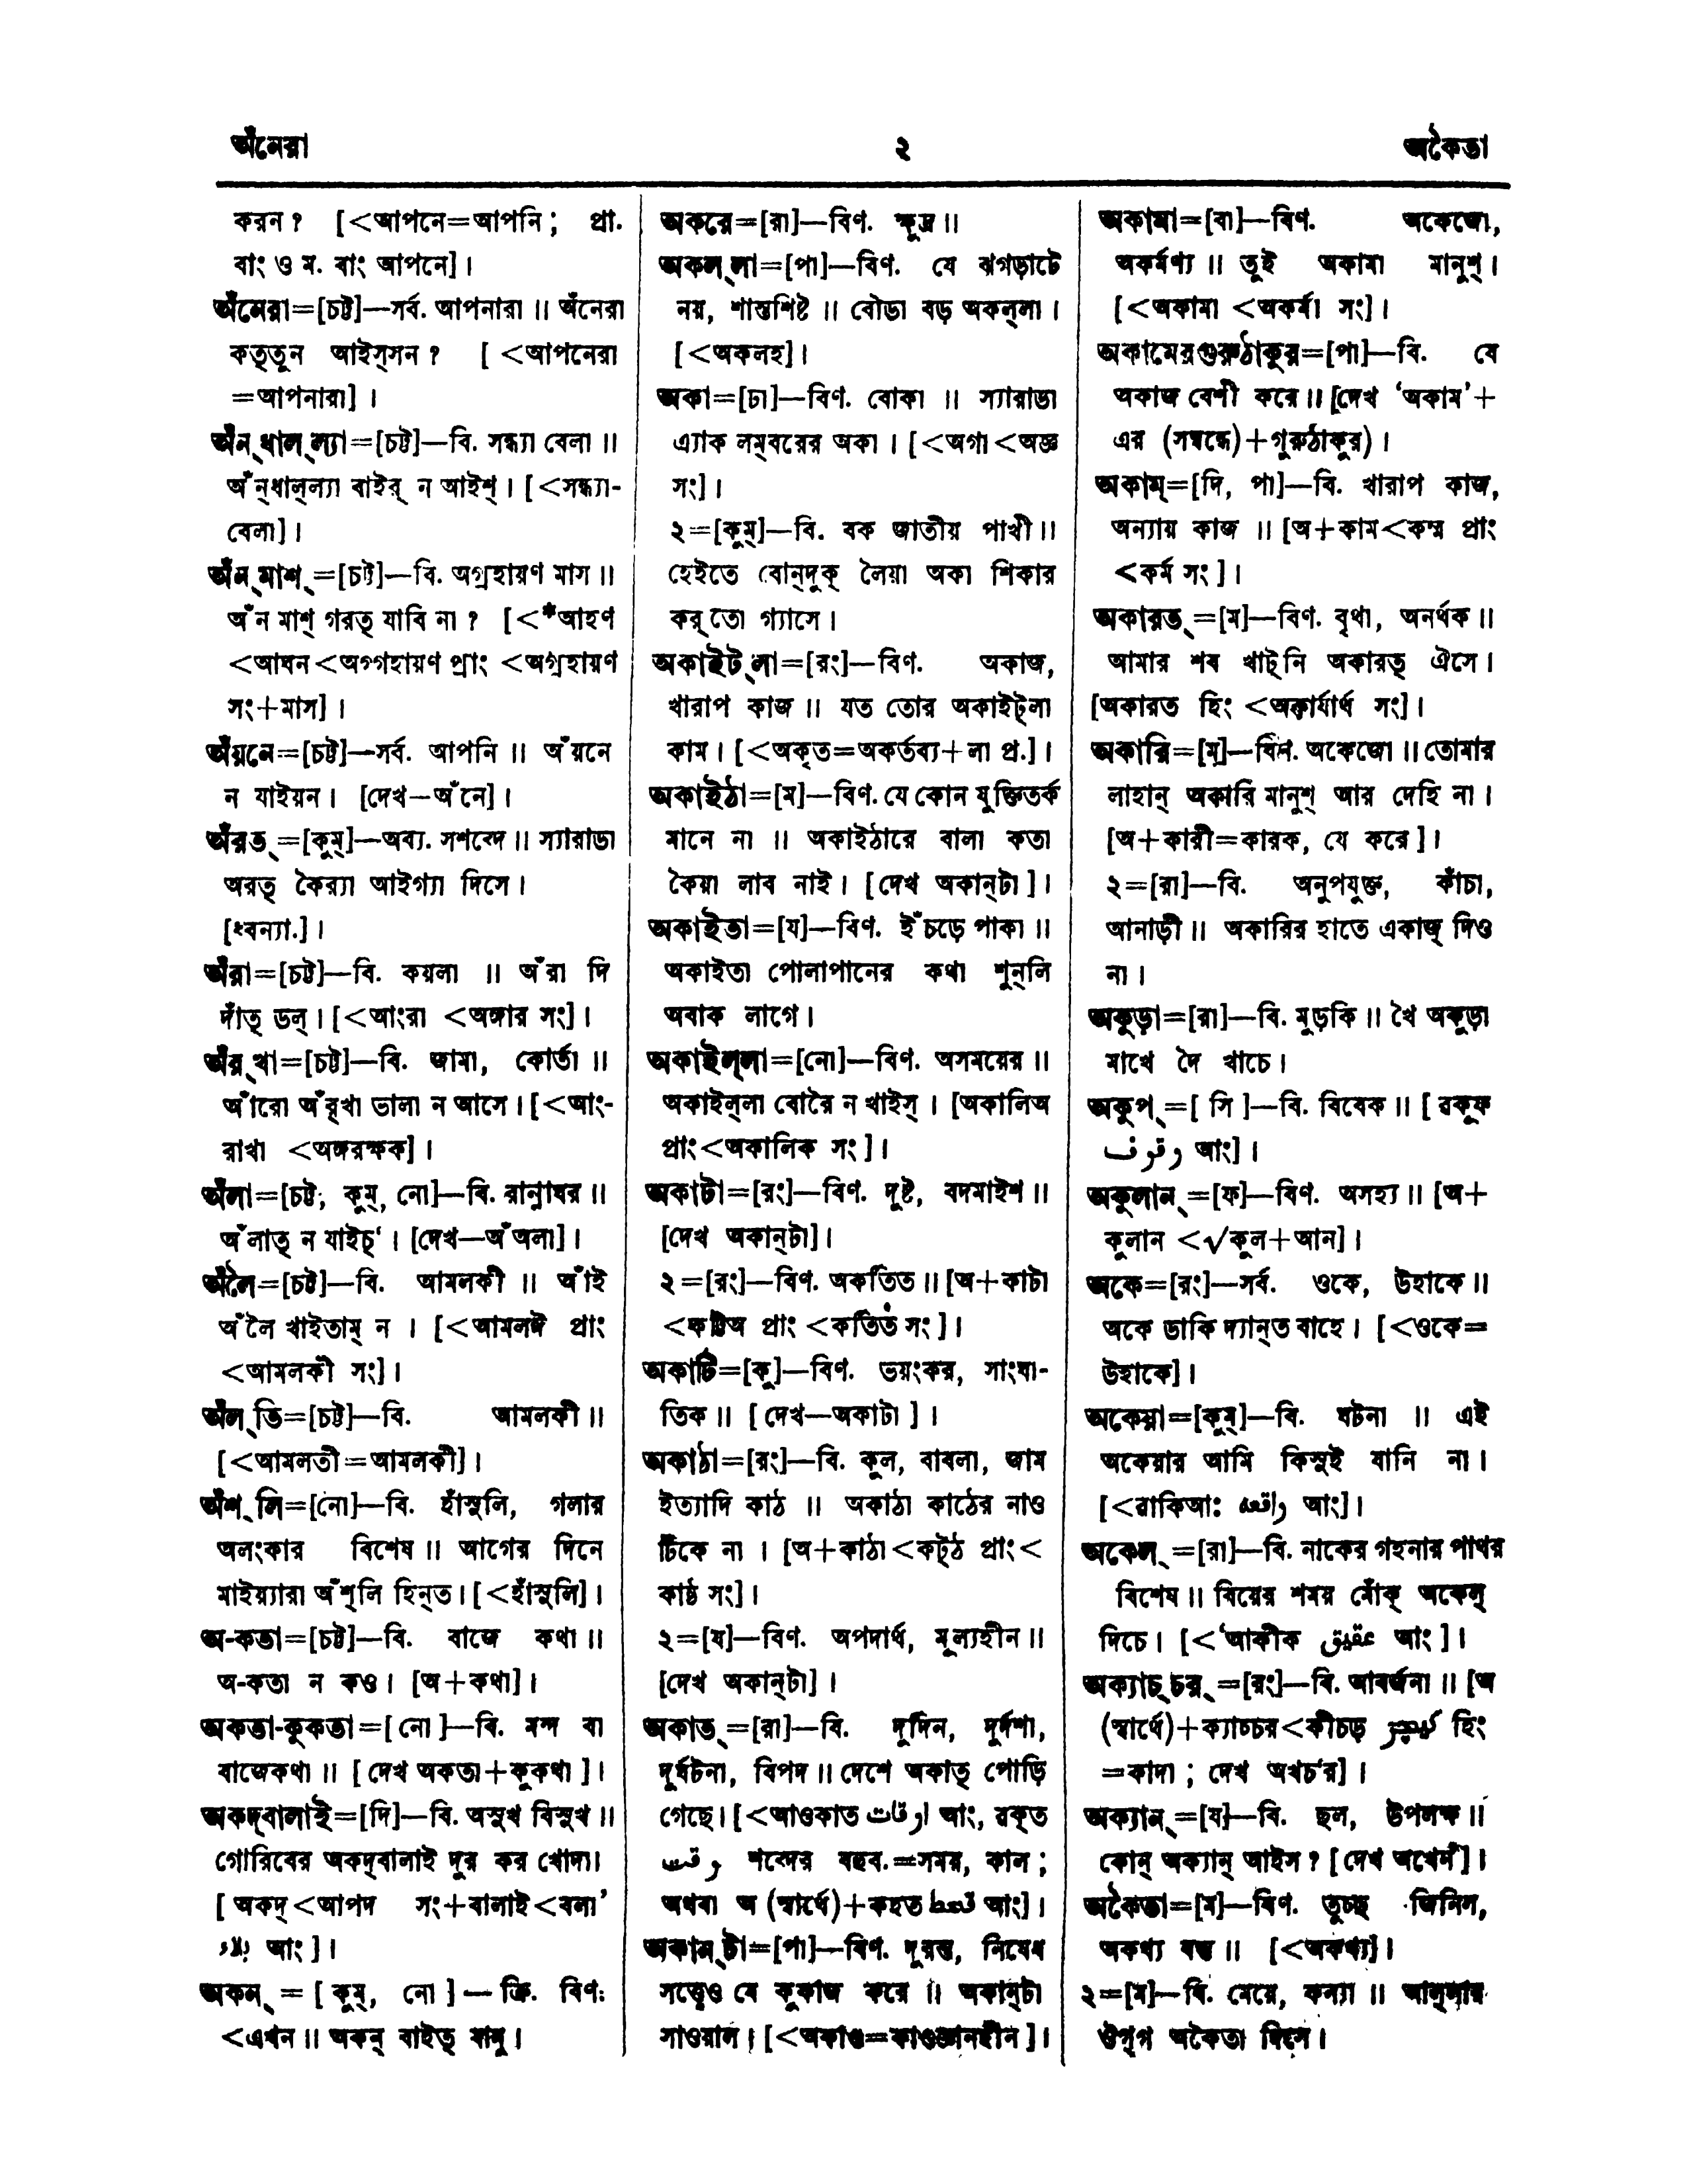 অঁনেরা
২
অকৈতা
করন ? [<আপনে=আপনি ; প্রা.
বাং ও ম. বাং আপনে] ।
অঁনেরা=[চট্ট]—সর্ব. আপনারা ॥ অঁনেরা
কত্তুন আইস্‌সন ? [ <আপনেরা
=আপনারা] ।
অঁন্‌ধাল্‌ল্যা=[চট্ট]—বি. সন্ধ্যা বেলা ॥
অঁন্‌ধাল্‌ল্যা বাইর্‌ ন আইশ্‌ । [<সন্ধ্যা-
বেলা] ।
অঁন্‌মাশ্‌=[চট্ট]—বি. অগ্রহায়ণ মাস ॥
অঁন মাশ্‌ গরত্‌ যাবি না ? [<*আহণ
<আঘন<অগ্‌গহায়ণ প্রাং <অগ্রহায়ণ
সং+মাস] ।
অঁয়নে=[চট্ট]—সর্ব. আপনি ॥ অঁয়নে
ন যাইয়ন । [দেখ—অঁনে] ।
অঁরত্‌=[কুম্‌]—অব্য. সশব্দে ॥ স্যারাডা
অরত্‌ কৈর‍্যা আইগ্যা দিসে ।
[ধ্বন্যা.] ।
অঁরা=[চট্ট]—বি. কয়লা ॥ অঁরা দি
দাঁত্‌ ডল্‌ । [<আংরা <অঙ্গার সং] ।
অঁর্‌খা=[চট্ট]—বি. জামা, কোর্তা ॥
আঁরো অঁর্‌খা ভালা ন আসে । [<আং-
রাখা <অঙ্গরক্ষক] ।
অঁলা=[চট্ট, কুম্‌, নো]—বি. রান্নাঘর ॥
অঁলাত্‌ ন যাইচ্‌' । [দেখ—অঁঅলা] ।
অঁলৈ=[চট্ট]—বি. আমলকী ॥ আঁই
অঁলৈ খাইতাম্‌ ন । [<আমলঈ প্রাং
<আমলকী সং] ।
অঁল্‌তি=[চট্ট]—বি. আমলকী ॥
[<আমলতী=আমলকী] ।
অঁশ্‌লি=[নো]—বি. হাঁসুলি, গলার
অলংকার বিশেষ ॥ আগের দিনে
মাইয়্যারা অঁশ্‌লি হিন্‌ত । [<হাঁসুলি] ।
অ-কতা=[চট্ট]—বি. বাজে কথা ॥
অ-কতা ন কও । [অ+কথা] ।
অকতা-কুকতা=[নো]—বি. মন্দ বা
বাজেকথা ॥ [দেখ অকতা+কুকথা] ।
অকদ্‌বালাই=[দি]—বি. অসুখ বিসুখ ॥
গোরিবের অকদ্‌বালাই দুর কর খোদা।
[ অকদ্‌<আপদ সং+বালাই<বলা’
بلاء আং ] ।
অকন্‌ = [ কুম্‌, নো ] — ক্রি. বিণ.
<এখন ॥ অকন্‌ বাইত্‌ যামু ।
অকরে=[রা]—বিণ. ক্ষুদ্র ॥
অকল্‌লা=[পা]—বিণ. যে ঝগড়াটে
নয়, শান্তশিষ্ট ॥ বৌডা বড় অকল্‌লা ।
[<অকলহ] ।
অকা=[ঢা]—বিণ. বোকা ॥ স্যারাডা
এ্যাক লম্‌বরের অকা । [<অগা<অজ্ঞ
সং] ।
২=[কুম্‌]—বি. বক জাতীয় পাখী ॥
হেইতে বোন্‌দুক্‌ লৈয়া অকা শিকার
কর্‌তো গ্যাসে ।
অকাইট্‌লা=[রং]—বিণ. অকাজ,
খারাপ কাজ ॥ যত তোর অকাইট্‌লা
কাম । [<অকৃত=অকর্তব্য+লা প্র.] ।
অকাইঠা=[ম]—বিণ. যে কোন যুক্তিতর্ক
মানে না ॥ অকাইঠারে বালা কতা
কৈয়া লাব নাই । [দেখ অকান্‌টা] ।
অকাইতা=[য]—বিণ. ইঁচড়ে পাকা ॥
অকাইতা পোলাপানের কথা শুন্‌লি
অবাক লাগে ।
অকাইল্‌লা=[নো]—বিণ. অসময়ের ॥
অকাইল্‌লা বোরৈ ন খাইস্‌ । [অকালিঅ
প্রাং<অকালিক সং] ।
অকাটা=[রং]—বিণ. দুষ্ট, বদমাইশ ॥
[দেখ অকান্‌টা] ।
২=[রং]—বিণ. অকর্তিত ॥ [অ+কাটা
<কট্টিঅ প্রাং <কর্তিত সং] ।
অকাটি=[কু]—বিণ. ভয়ংকর, সাংঘা-
তিক ॥ [দেখ—অকাটা ] ।
অকাঠা=[রং]—বি. কুল, বাবলা, জাম
ইত্যাদি কাঠ ॥ অকাঠা কাঠের নাও
টিকে না । [অ+কাঠা<কট্‌ঠ প্রাং<
কাষ্ঠ সং] ।
২=[য]—বিণ. অপদার্থ, মূল্যহীন ॥
[দেখ অকান্‌টা] ।
অকাত্‌=[রা]—বি. দুর্দিন, দুর্দশা,
দুর্ঘটনা, বিপদ ॥ দেশে অকাত্‌ পোড়ি
গেছে । [<আওকাত اوقات আং, ৱক্‌ত
وقت শব্দের বহুব.=সময়, কাল ;
অথবা অ (স্বার্থে)+কহত قحط আং] ।
অকান্‌টা=[পা]—বিণ. দুরন্ত, নিষেধ
সত্ত্বেও যে কুকাজ করে ॥ অকান্‌টা
সাওয়াল । [<অকাণ্ড=কাণ্ডজ্ঞানহীন] ।
অকামা=[বা]—বিণ. অকেজো,
অকর্মণ্য ॥ তুই অকামা মানুশ্‌ ।
[<অকামা <অকর্মা সং] ।
অকামেরগুরুঠাকুর=[পা]—বি. যে
অকাজ বেশী করে ॥ [দেখ ‘অকাম’+
এর (সম্বন্ধে)+গুরুঠাকুর) ।
অকাম্‌=[দি, পা]—বি. খারাপ কাজ,
অন্যায় কাজ ॥ [অ+কাম<কম্ম প্রাং
<কর্ম সং ] ।
অকারত্‌=[ম]—বিণ. বৃথা, অনর্থক ॥
আমার শব খাট্‌নি অকারত্‌ ঐসে ।
[অকারত হিং <অকার্যার্থ সং] ।
অকারি=[ম]—বিণ. অকেজো ॥ তোমার
লাহান্‌ অকারি মানুশ্‌ আর দেহি না ।
[অ+কারী=কারক, যে করে ] ।
২=[রা]—বি. অনুপযুক্ত, কাঁচা,
আনাড়ী ॥ অকারির হাতে একাজ্‌ দিও
না ।
অকুড়া=[রা]—বি. মুড়কি ॥ খৈ অকুড়া
মাখে দৈ খাচে ।
অকুপ্‌=[ সি ]—বি. বিবেক ॥ [ ৱকূফ
وقوف আং] ।
অকুলান্‌=[ফ]—বিণ. অসহ্য ॥ [অ+
কুলান <√কুল+আন] ।
অকে=[রং]—সর্ব. ওকে, উহাকে ॥
অকে ডাকি দ্যান্‌ত বাহে । [<ওকে=
উহাকে] ।
অকেয়া=[কুম্‌]—বি. ঘটনা ॥ এই
অকেয়ার আমি কিসুই যানি না ।
[<ৱাকিআঃ واقعه আং] ।
অকেল্‌=[রা]—বি. নাকের গহনার পাথর
বিশেষ ॥ বিয়ের শময় মোঁক্‌ অকেল্‌
দিচে । [<‘আকীক عقیق আং ] ।
অক্যাচ্‌চর্‌=[রং]—বি. আবর্জনা ॥ [অ
(স্বার্থে)+ক্যাচচর<কীচড় کیچڑ হিং
=কাদা ; দেখ অখচ'র] ।
অক্যান্‌=[য]—বি. ছল, উপলক্ষ ॥
কোন্‌ অক্যান্‌ আইস ? [দেখ অখেনঁ] ।
অকৈতা=[ম]—বিণ. তুচ্ছ জিনিস,
অকথ্য বস্তু ॥ [<অকথ্য] ।
২=[ম]—বি. মেয়ে, কন্যা ॥ আল্‌লায়
উগ্‌গ অকৈতা দিসে ।